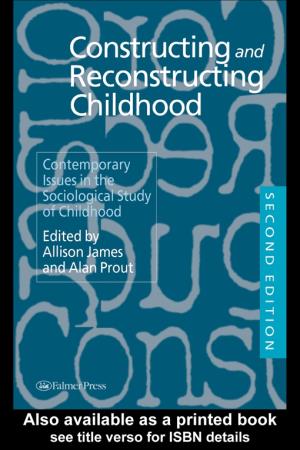 Constructing and
Reconstructing
Childhood
Contemporary
Issues in the
Sociological Study
of Childhood
Edited by
Allison James
and Alan Prout
SECOND EDITION
Falmer Press
Also available as a printed book
see title verso for ISBN details